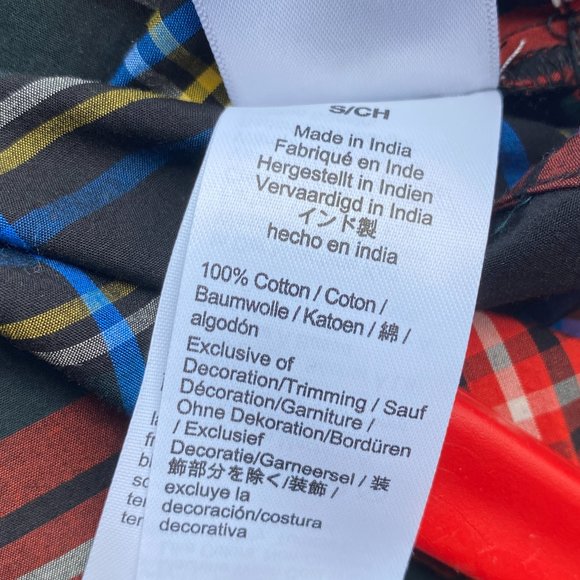 S/CH
Made in India
Fabriqué en Inde
Hergestellt in Indien
Vervaardigd in India
インド製
hecho en india
100% Cotton / Coton /
Baumwolle / Katoen / 綿 /
algodón
Exclusive of
Decoration/Trimming / Sauf
Décoration/Garniture /
Ohne Dekoration/Bordüren
/ Exclusief
Decoratie/Garneersel / 装
飾部分を除く/装飾 /
excluye la
decoración/costura
decorativa